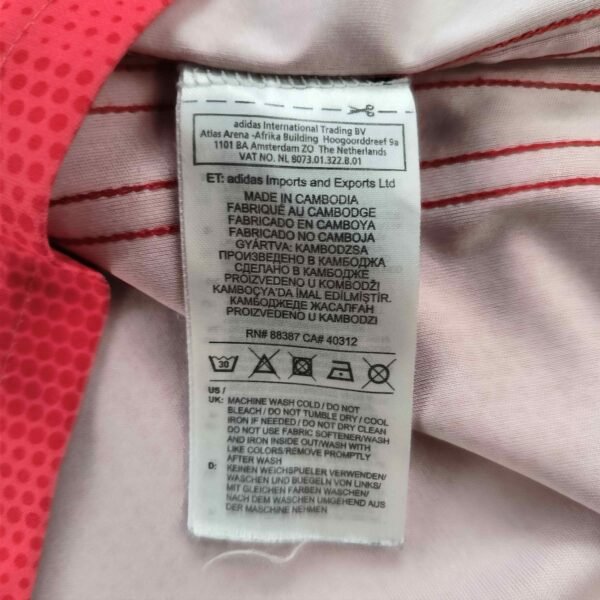 adidas International Trading BV
Atlas Arena -Afrika Building Hoogoorddreef 9a
1101 BA Amsterdam ZO The Netherlands
VAT NO. NL 8073.01.322.B.01
ET: adidas Imports and Exports Ltd
MADE IN CAMBODIA
FABRIQUÉ AU CAMBODGE
FABRICADO EN CAMBOYA
FABRICADO NO CAMBOJA
GYÁRTVA: KAMBODZSA
ПРОИЗВЕДЕНО В КАМБОДЖА
СДЕЛАНО В КАМБОДЖЕ
PROIZVEDENO U KOMBODŽI
KAMBOÇYA'DA İMAL EDİLMİŞTİR.
КАМБОДЖЕДЕ ЖАСАЛҒАН
PROIZVEDENO U KAMBODZI
RN# 88387 CA# 40312
30
US /
UK: MACHINE WASH COLD / DO NOT
BLEACH / DO NOT TUMBLE DRY / COOL
IRON IF NEEDED / DO NOT DRY CLEAN
DO NOT USE FABRIC SOFTENER/WASH
AND IRON INSIDE OUT/WASH WITH
LIKE COLORS/REMOVE PROMPTLY
AFTER WASH
D: KEINEN WEICHSPUELER VERWENDEN/
WASCHEN UND BUEGELN VON LINKS/
MIT GLEICHEN FARBEN WASCHEN/
NACH DEM WASCHEN UMGEHEND AUS
DER MASCHINE NEHMEN